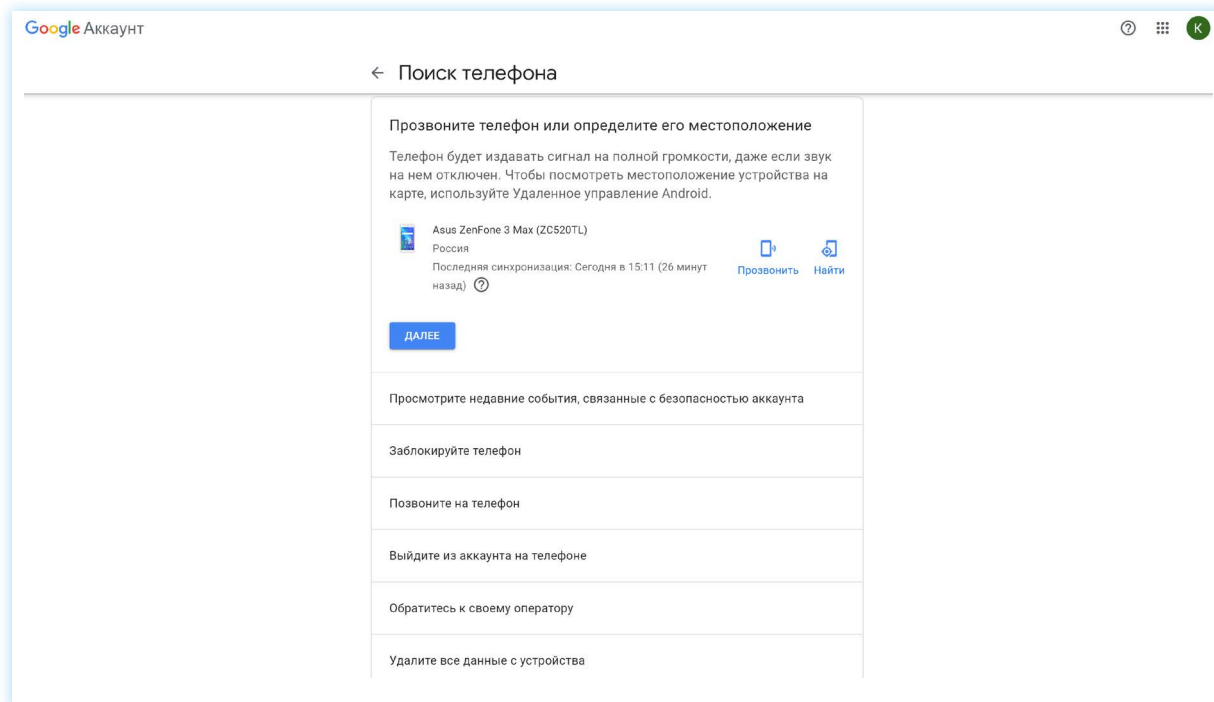 Google Аккаунт
К
Поиск телефона
Прозвоните телефон или определите его местоположение
Телефон будет издавать сигнал на полной громкости, даже если звук
на нем отключен. Чтобы посмотреть местоположение устройства на
карте, используйте Удаленное управление Android.
Asus ZenFone 3 Max (ZC520TL)
Россия
Последняя синхронизация: Сегодня в 15:11 (26 минут
назад)
Прозвонить
Найти
ДАЛЕЕ
Просмотрите недавние события, связанные с безопасностью аккаунта
Заблокируйте телефон
Позвоните на телефон
Выйдите из аккаунта на телефоне
Обратитесь к своему оператору
Удалите все данные с устройства